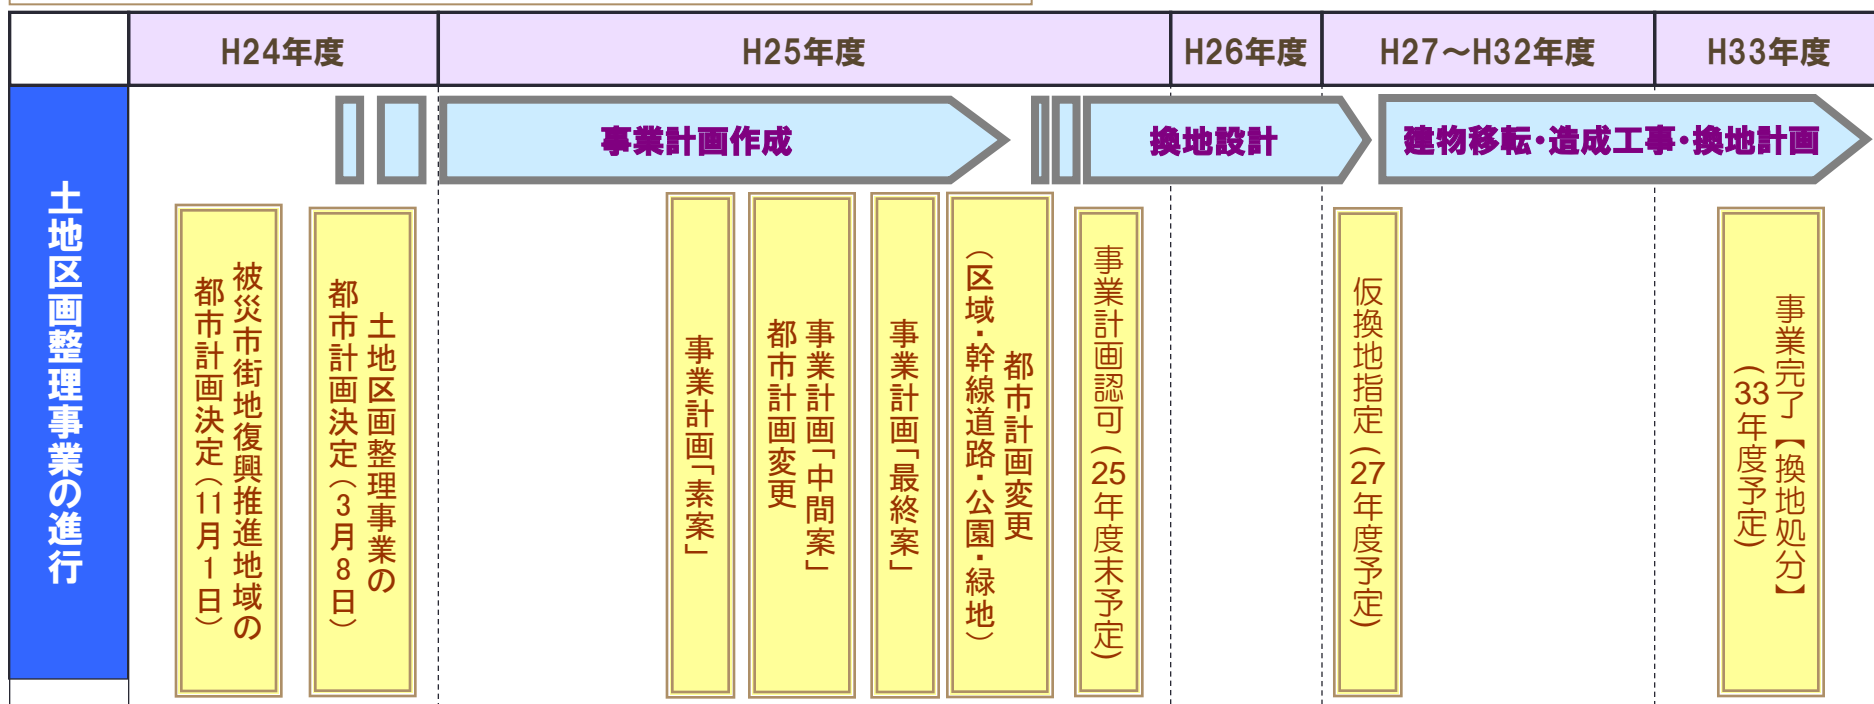 H24年度
H25年度
H26年度
H27～H32年度
H33年度
土地区画整理事業の進行
事業計画作成
換地設計
建物移転・造成工事・換地計画
被災市街地復興推進地域の
都市計画決定（11月1日）
土地区画整理事業の
都市計画決定（3月8日）
事業計画「素案」
事業計画「中間案」
都市計画変更
事業計画「最終案」
都市計画変更
（区域・幹線道路・公園・緑地）
事業計画認可（25年度末予定）
仮換地指定（27年度予定）
事業完了【換地処分】
（33年度予定）